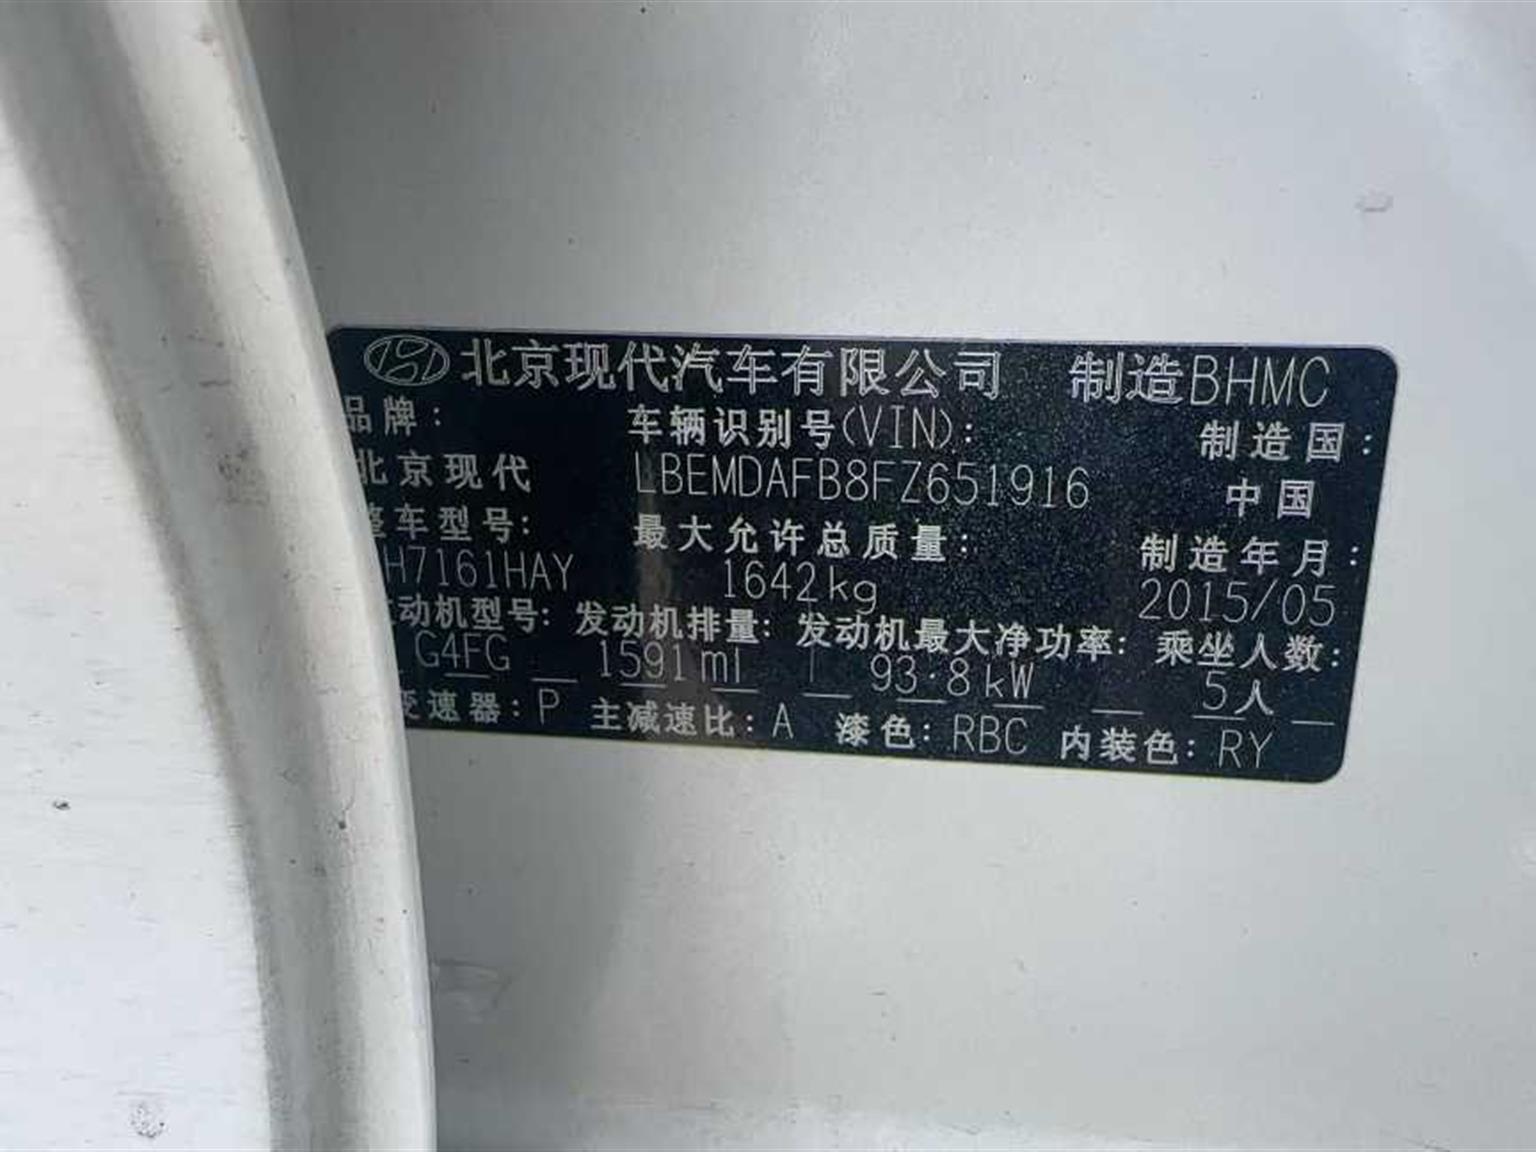 北京现代汽车有限公司 制造BHMC
品牌: 车辆识别号(VIN): 制造国:
北京现代 LBEMDAFB8FZ651916 中国
整车型号: 最大允许总质量: 制造年月:
H7161HAY 1642kg 2015/05
动机型号: 发动机排量: 发动机最大净功率: 乘坐人数:
G4FG 1591ml 93.8kW 5人
变速器: P 主减速比: A 漆色: RBC 内装色: RY